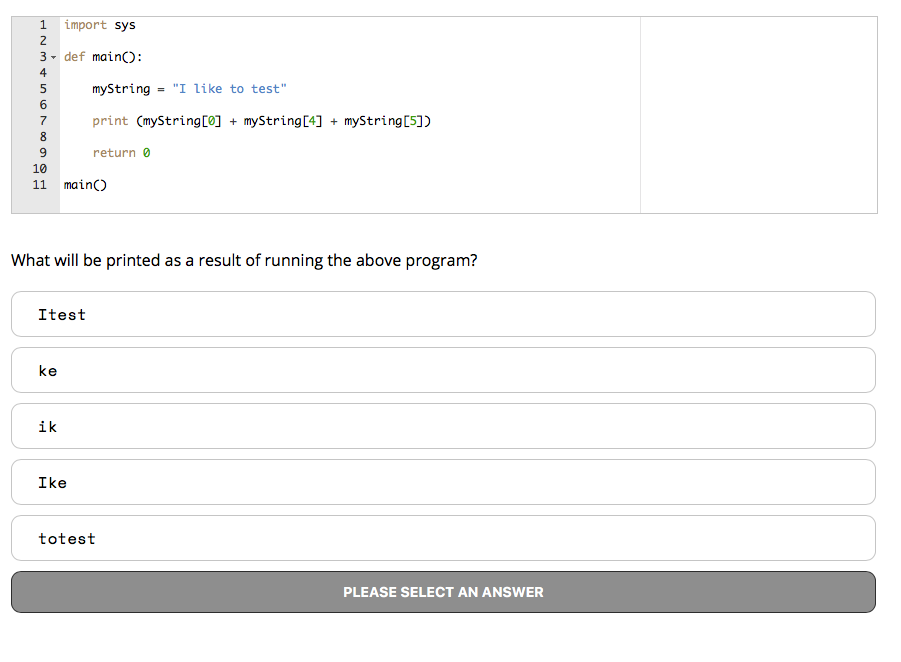 1 import sys
2
3 def main():
4
5     myString = "I like to test"
6
7     print (myString[0] + myString[4] + myString[5])
8
9     return 0
10
11 main()
What will be printed as a result of running the above program?
Itest
ke
ik
Ike
totest
PLEASE SELECT AN ANSWER